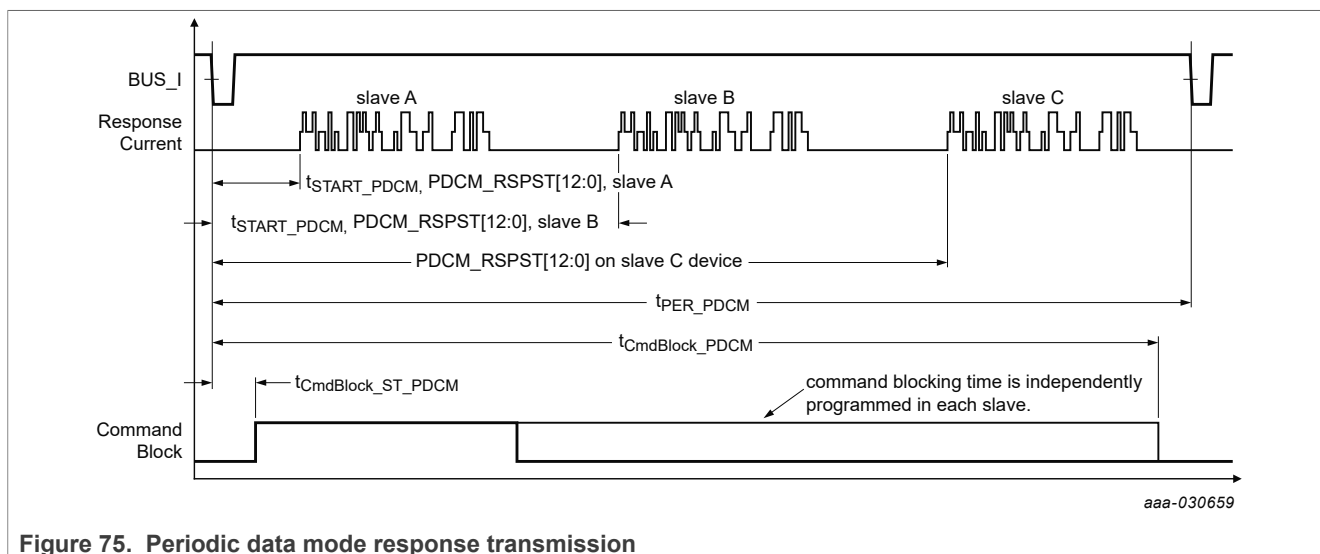 BUS_I
slave A
slave B
slave C
Response
Current
tSTART_PDCM, PDCM_RSPST[12:0], slave A
tSTART_PDCM, PDCM_RSPST[12:0], slave B
PDCM_RSPST[12:0] on slave C device
tPER_PDCM
tCmdBlock_PDCM
tCmdBlock_ST_PDCM
command blocking time is independently
programmed in each slave.
Command
Block
aaa-030659
Figure 75. Periodic data mode response transmission